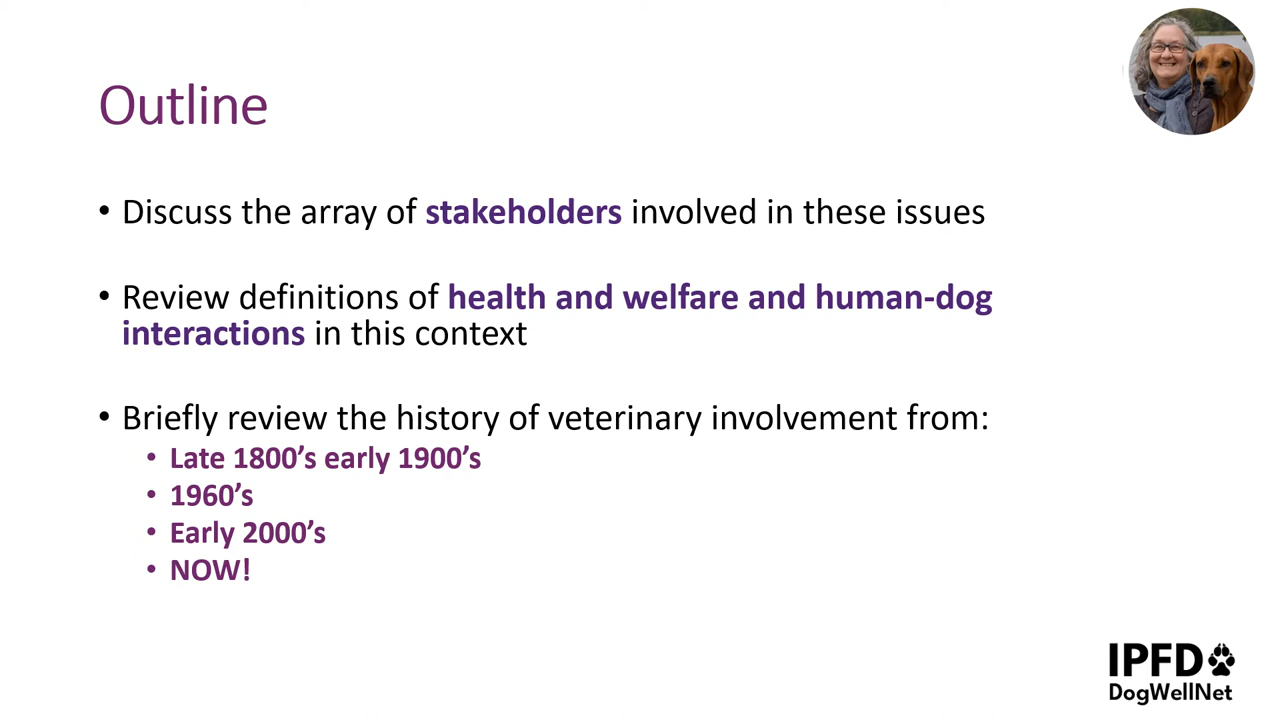 Outline
• Discuss the array of stakeholders involved in these issues
• Review definitions of health and welfare and human-dog
interactions in this context
• Briefly review the history of veterinary involvement from:
• Late 1800’s early 1900’s
• 1960’s
• Early 2000’s
• NOW!
IPFD
DogWellNet